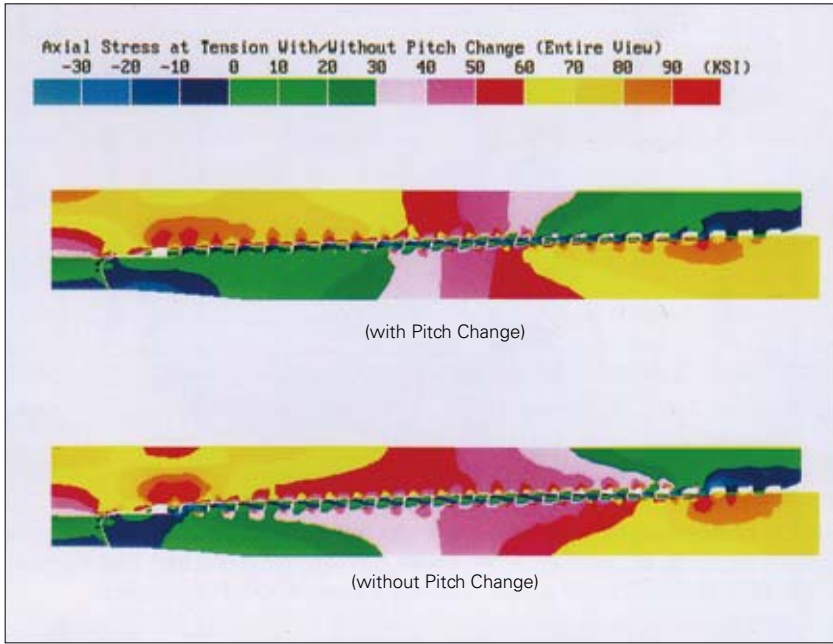 Axial Stress at Tension With/Without Pitch Change (Entire View)
-30 -20 -10 0 10 20 30 40 50 60 70 80 90 (KSI)
(with Pitch Change)
(without Pitch Change)